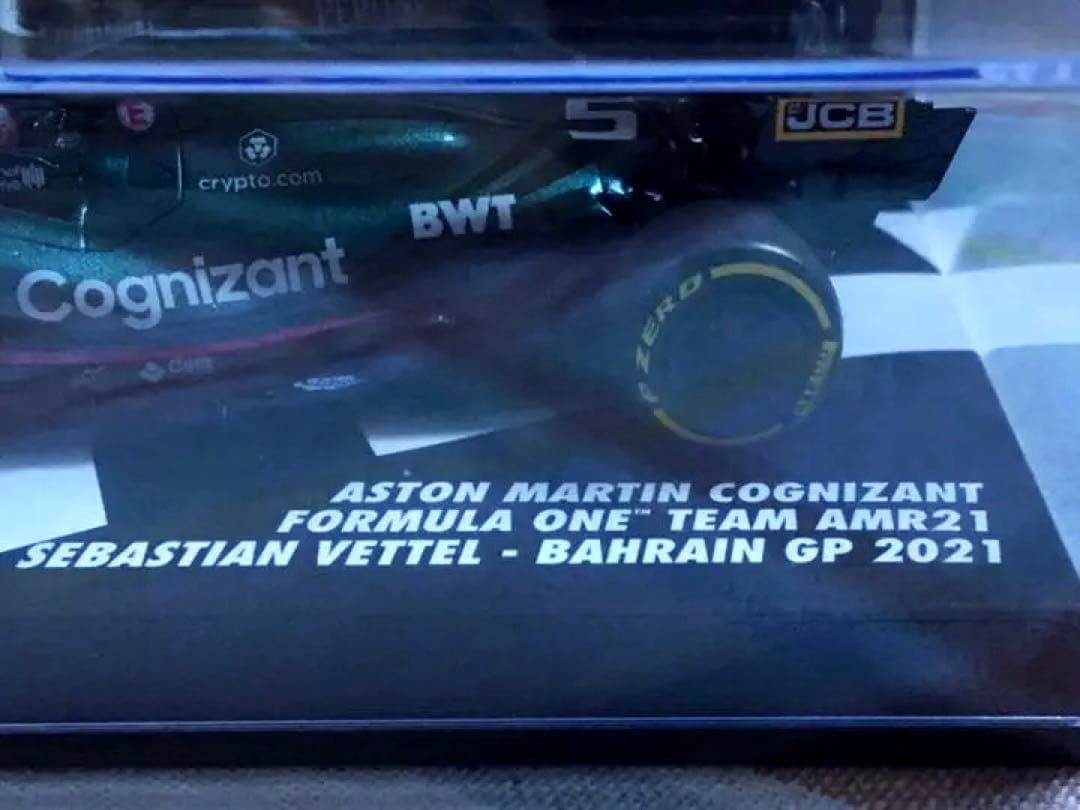 5
JCB
crypto.com
BWT
Cognizant
P ZERO
ASTON MARTIN COGNIZANT
FORMULA ONE™ TEAM AMR21
SEBASTIAN VETTEL - BAHRAIN GP 2021